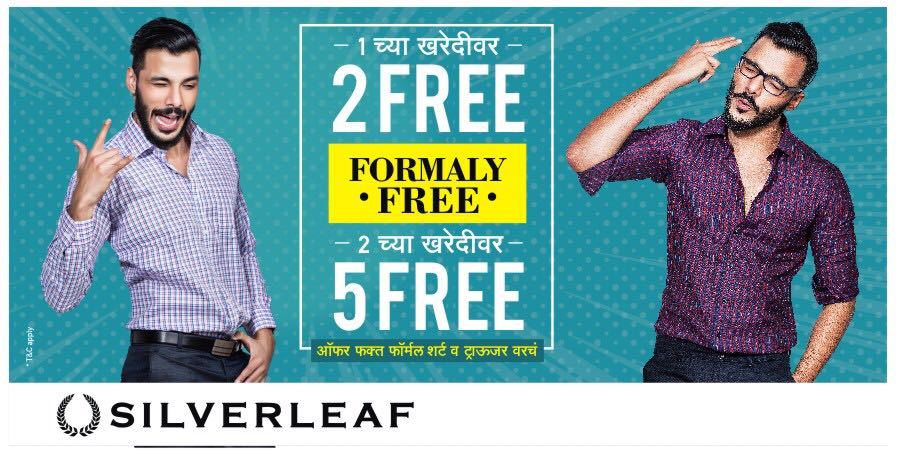 1 च्या खरेदीवर
2 FREE
FORMALY
• FREE •
2 च्या खरेदीवर
5 FREE
ऑफर फक्त फॉर्मल शर्ट व ट्राऊजर वरचं
*T&C apply
SILVERLEAF